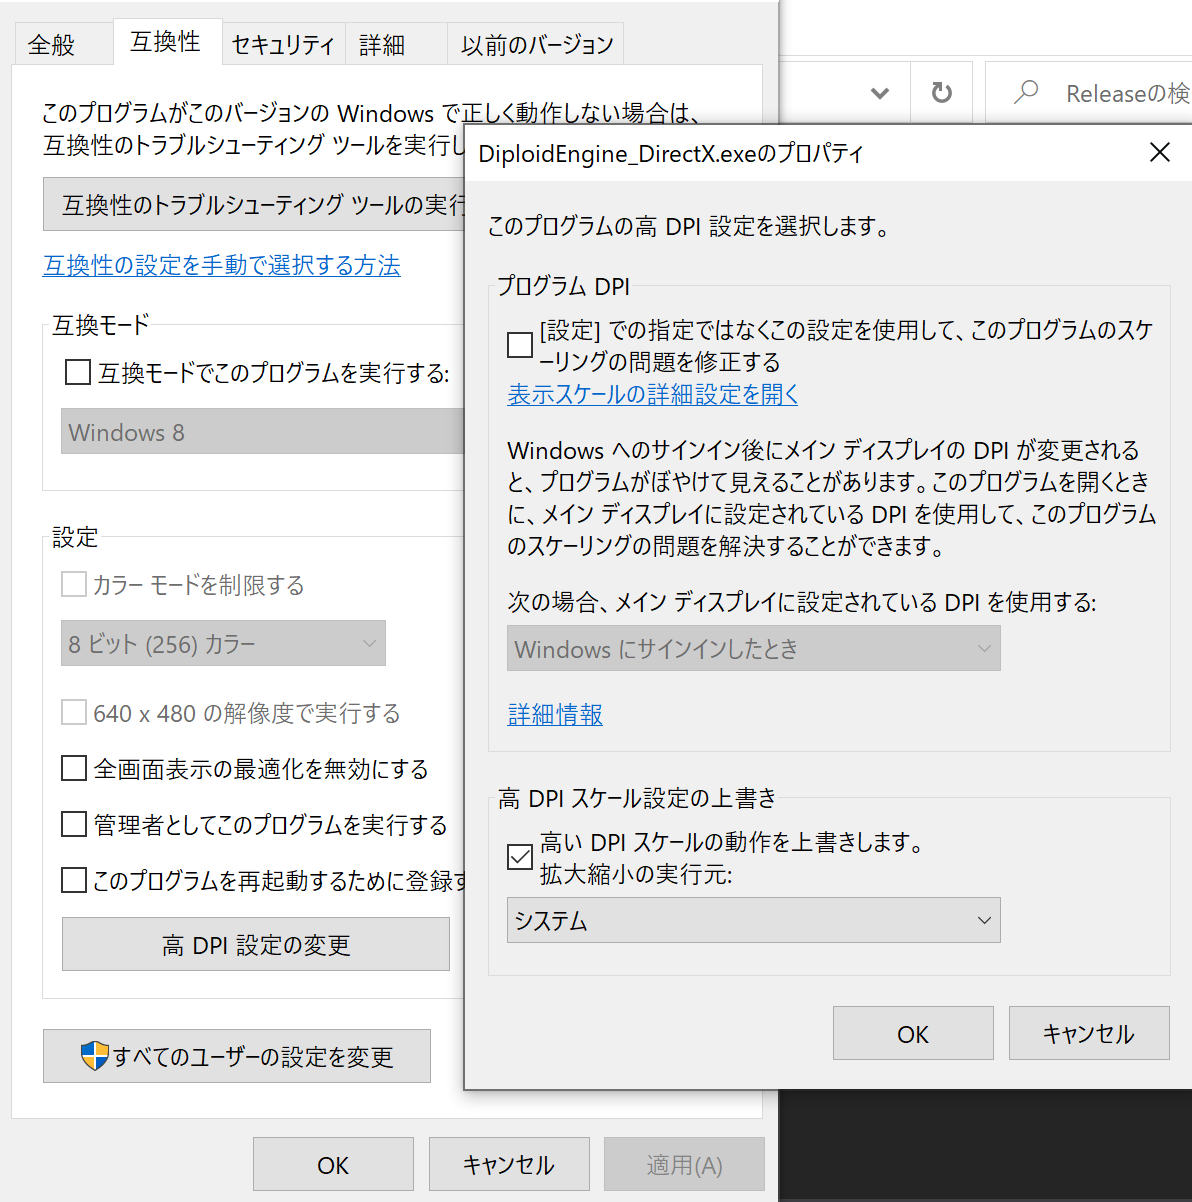 全般
互換性
セキュリティ
詳細
以前のバージョン
このプログラムがこのバージョンの Windows で正しく動作しない場合は、
互換性のトラブルシューティング ツールを実行し
互換性のトラブルシューティング ツールの実行
互換性の設定を手動で選択する方法
互換モード
互換モードでこのプログラムを実行する:
Windows 8
設定
カラー モードを制限する
8 ビット (256) カラー
640 x 480 の解像度で実行する
全画面表示の最適化を無効にする
管理者としてこのプログラムを実行する
このプログラムを再起動するために登録す
高 DPI 設定の変更
すべてのユーザーの設定を変更
OK
キャンセル
適用(A)
Releaseの検
DiploidEngine_DirectX.exeのプロパティ
このプログラムの高 DPI 設定を選択します。
プログラム DPI
[設定] での指定ではなくこの設定を使用して、このプログラムのスケ
ーリングの問題を修正する
表示スケールの詳細設定を開く
Windows へのサインイン後にメイン ディスプレイの DPI が変更される
と、プログラムがぼやけて見えることがあります。このプログラムを開くとき
に、メイン ディスプレイに設定されている DPI を使用して、このプログラム
のスケーリングの問題を解決することができます。
次の場合、メイン ディスプレイに設定されている DPI を使用する:
Windows にサインインしたとき
詳細情報
高 DPI スケール設定の上書き
高い DPI スケールの動作を上書きします。
拡大縮小の実行元:
システム
OK
キャンセル